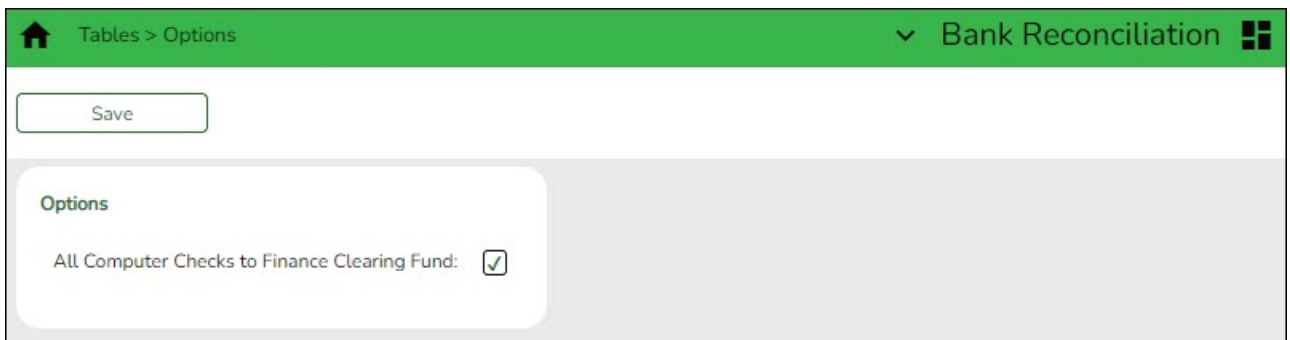 Tables > Options
Bank Reconciliation
Save
Options
All Computer Checks to Finance Clearing Fund: